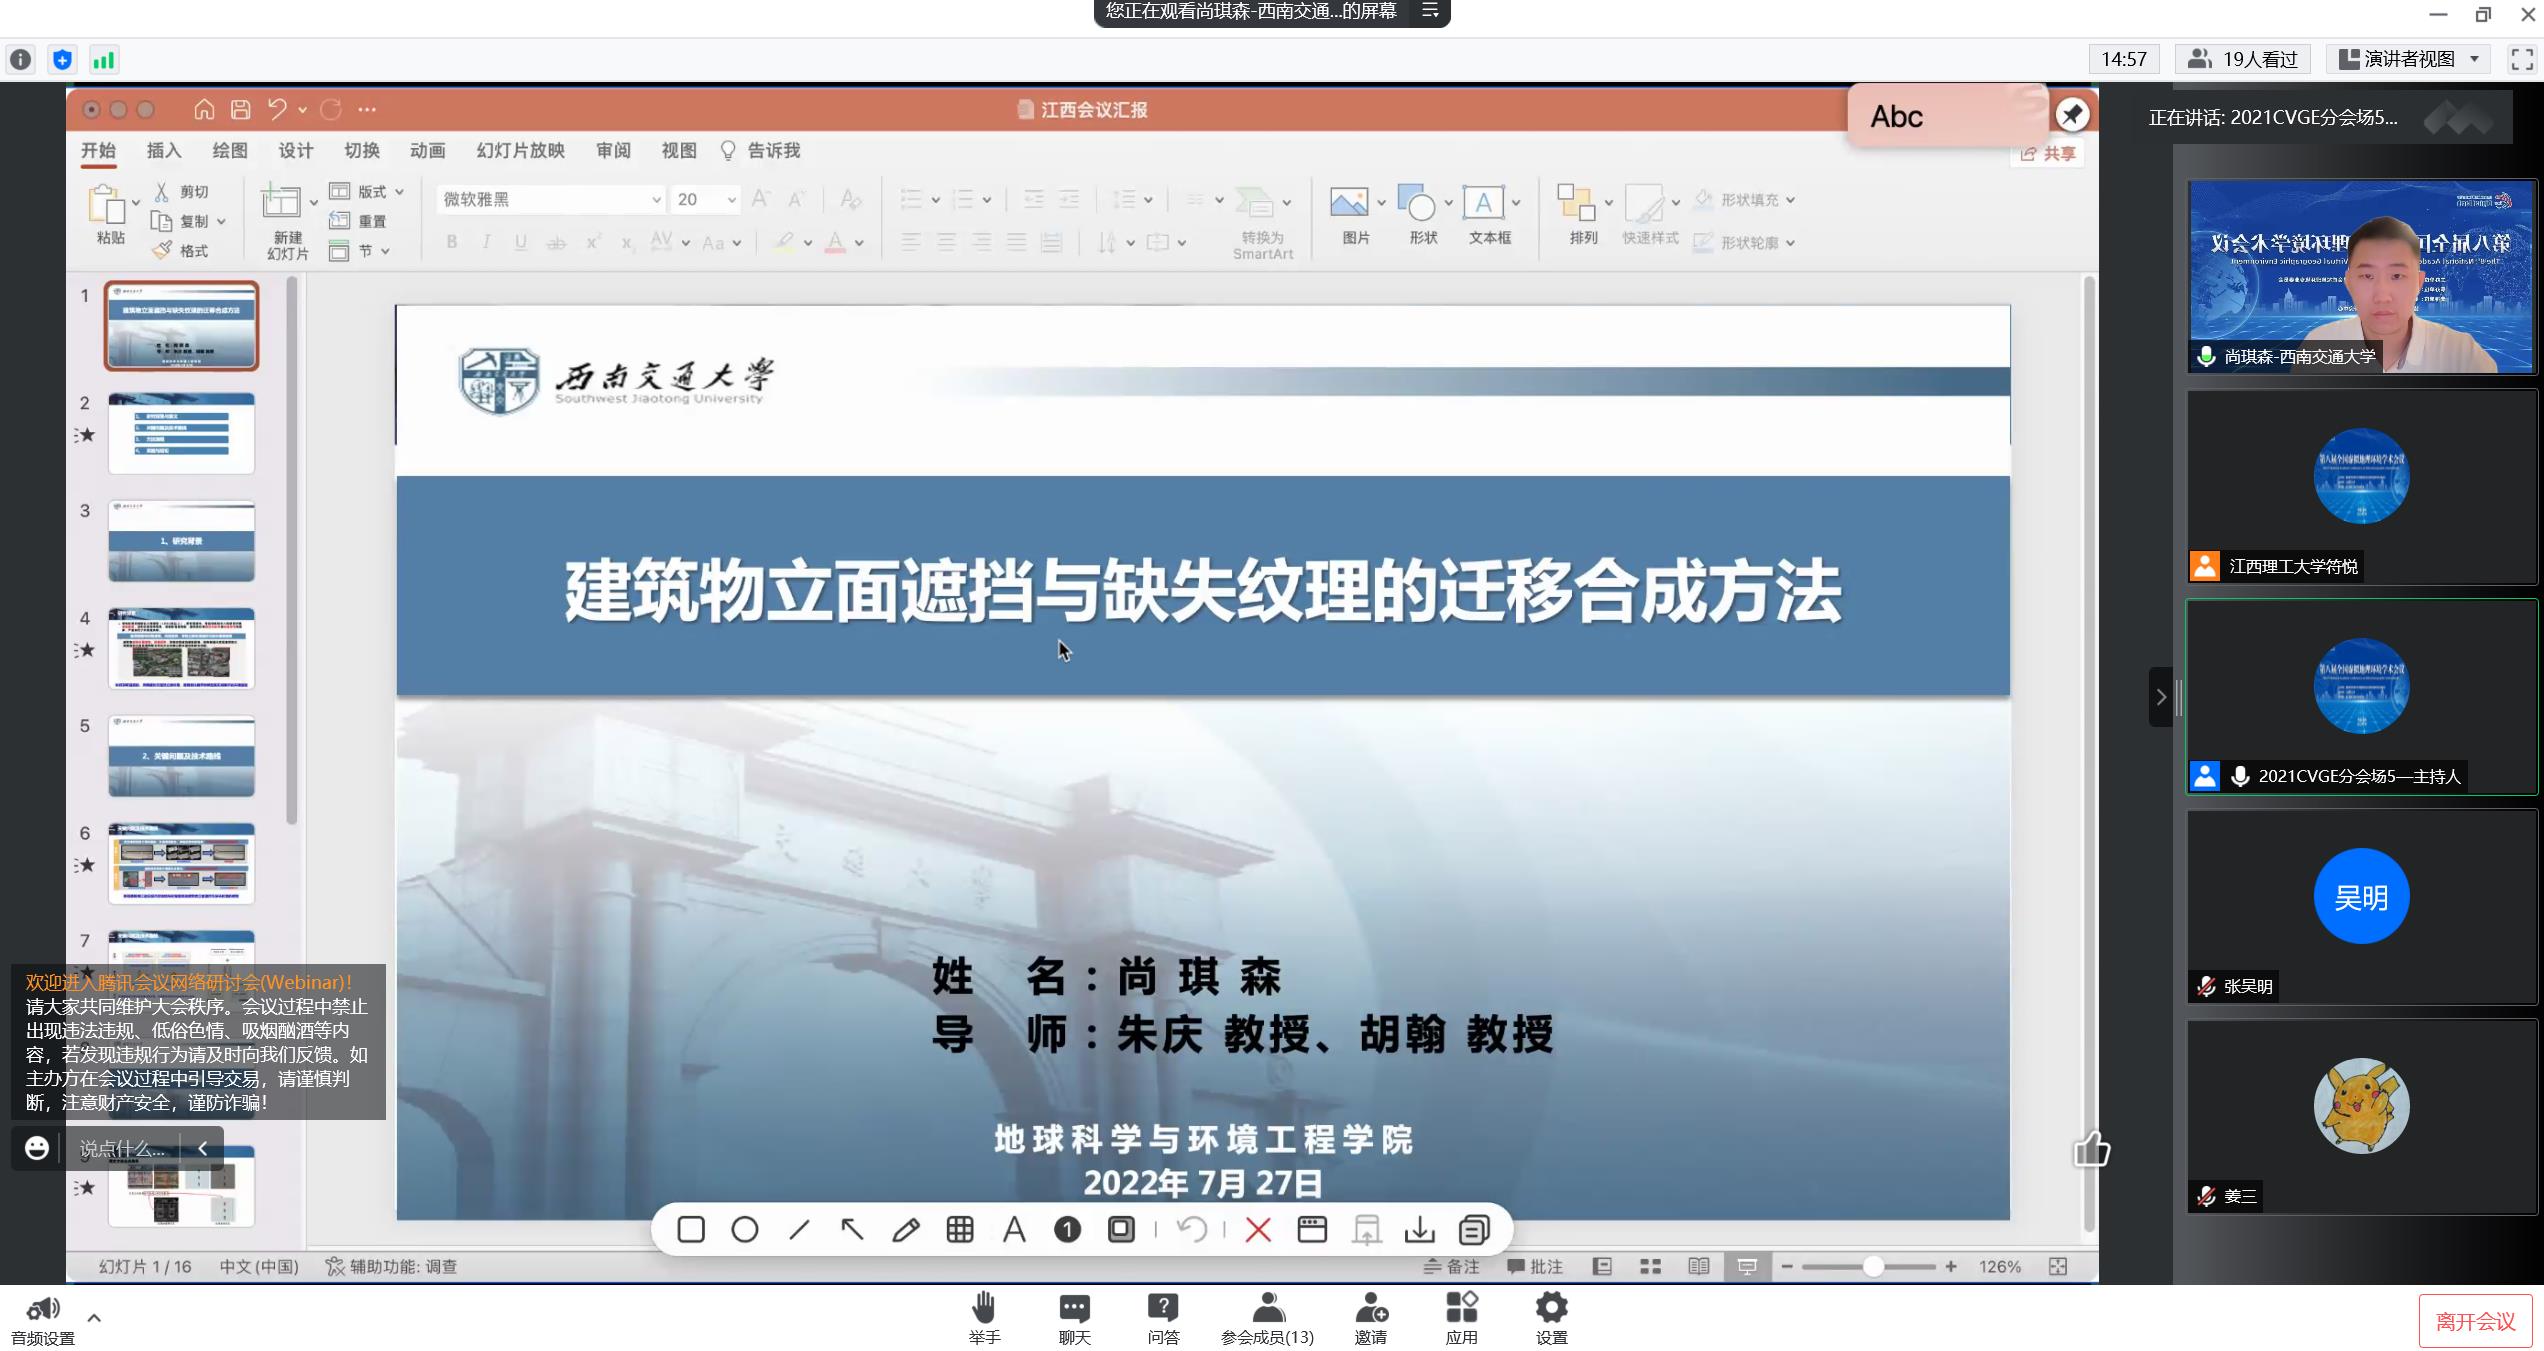 您正在观看尚琪森-西南交通...的屏幕
14:57
19人看过
演讲者视图
正在讲话: 2021CVGE分会场5...
江西会议汇报
Abc
开始 插入 绘图 设计 切换 动画 幻灯片放映 审阅 视图 告诉我
共享
粘贴
剪切
复制
格式
新建
幻灯片
版式
重置
节
微软雅黑
20
转换为
SmartArt
图片
形状
文本框
排列
快速样式
形状填充
形状轮廓
1
2
3
1、研究背景
4
5
2、关键问题及技术路线
6
7
西南交通大学
Southwest Jiaotong University
建筑物立面遮挡与缺失纹理的迁移合成方法
姓 名：尚 琪 森
导 师：朱庆 教授、胡翰 教授
地球科学与环境工程学院
2022年 7月 27日
欢迎进入腾讯会议网络研讨会(Webinar)！
请大家共同维护大会秩序。会议过程中禁止
出现违法违规、低俗色情、吸烟酗酒等内
容，若发现违规行为请及时向我们反馈。如
主办方在会议过程中引导交易，请谨慎判
断，注意财产安全，谨防诈骗！
说点什么...
尚琪森-西南交通大学
江西理工大学符悦
2021CVGE分会场5—主持人
吴明
张吴明
姜三
幻灯片 1 / 16
中文 (中国)
辅助功能: 调查
备注
批注
126%
音频设置
举手
聊天
问答
参会成员(13)
邀请
应用
设置
离开会议